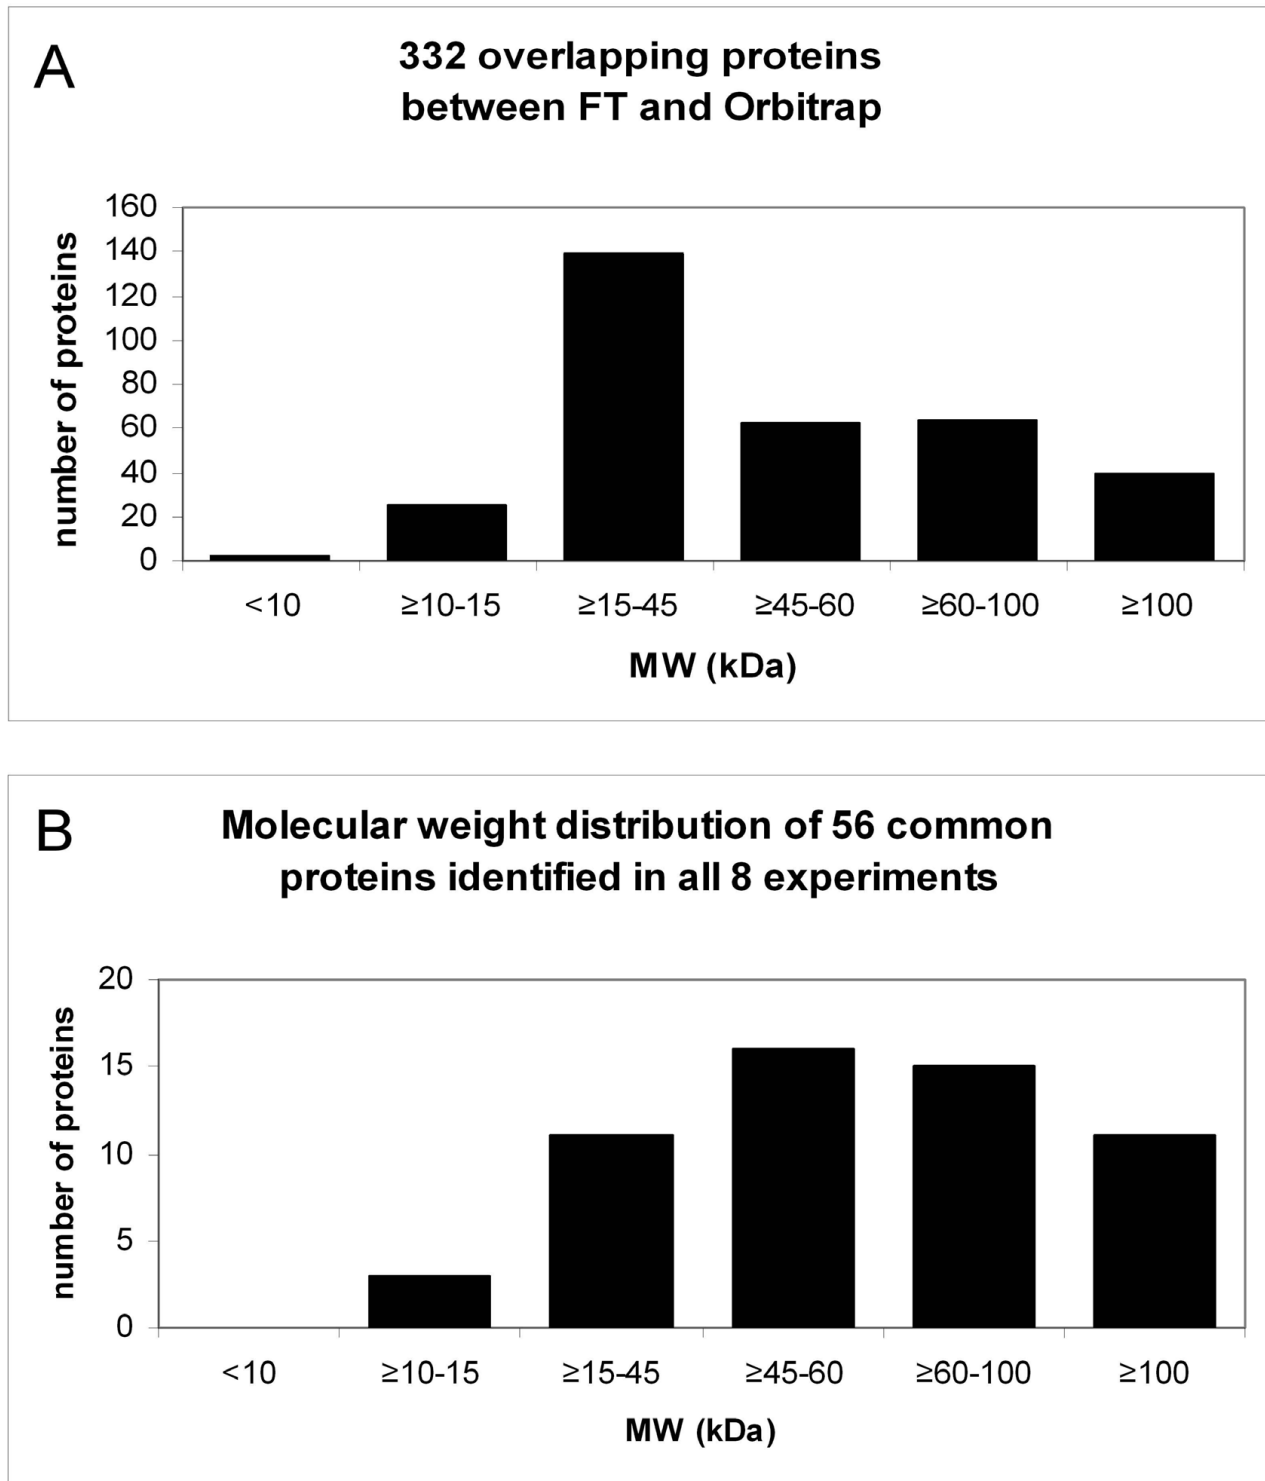 A
332 overlapping proteins
between FT and Orbitrap
160
140
120
100
80
60
40
20
0
number of proteins
<10 ≥10-15 ≥15-45 ≥45-60 ≥60-100 ≥100
MW (kDa)
B
Molecular weight distribution of 56 common
proteins identified in all 8 experiments
20
15
10
5
0
number of proteins
<10 ≥10-15 ≥15-45 ≥45-60 ≥60-100 ≥100
MW (kDa)